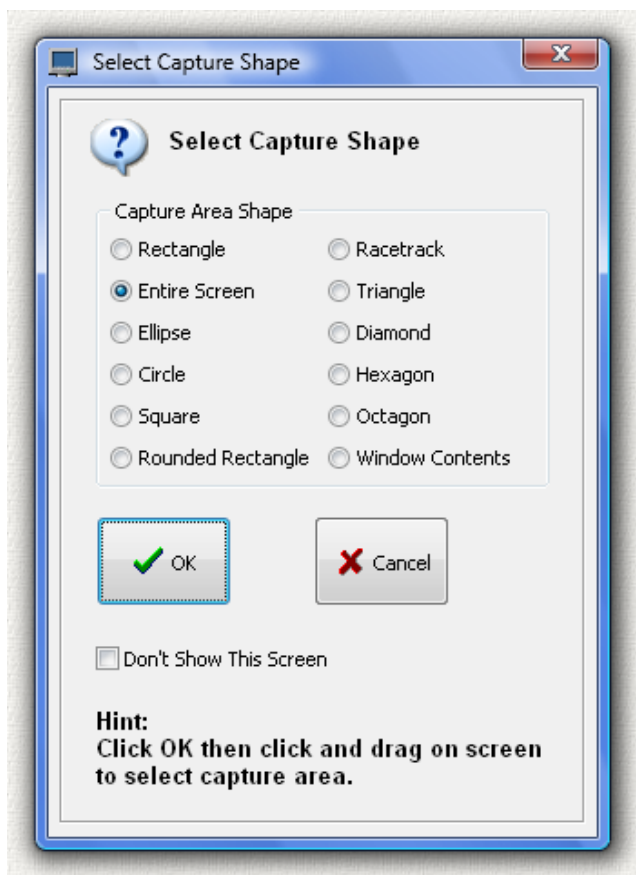 Select Capture Shape
Select Capture Shape
Capture Area Shape
Rectangle
Racetrack
Entire Screen
Triangle
Ellipse
Diamond
Circle
Hexagon
Square
Octagon
Rounded Rectangle
Window Contents
OK
Cancel
Don't Show This Screen
Hint:
Click OK then click and drag on screen
to select capture area.